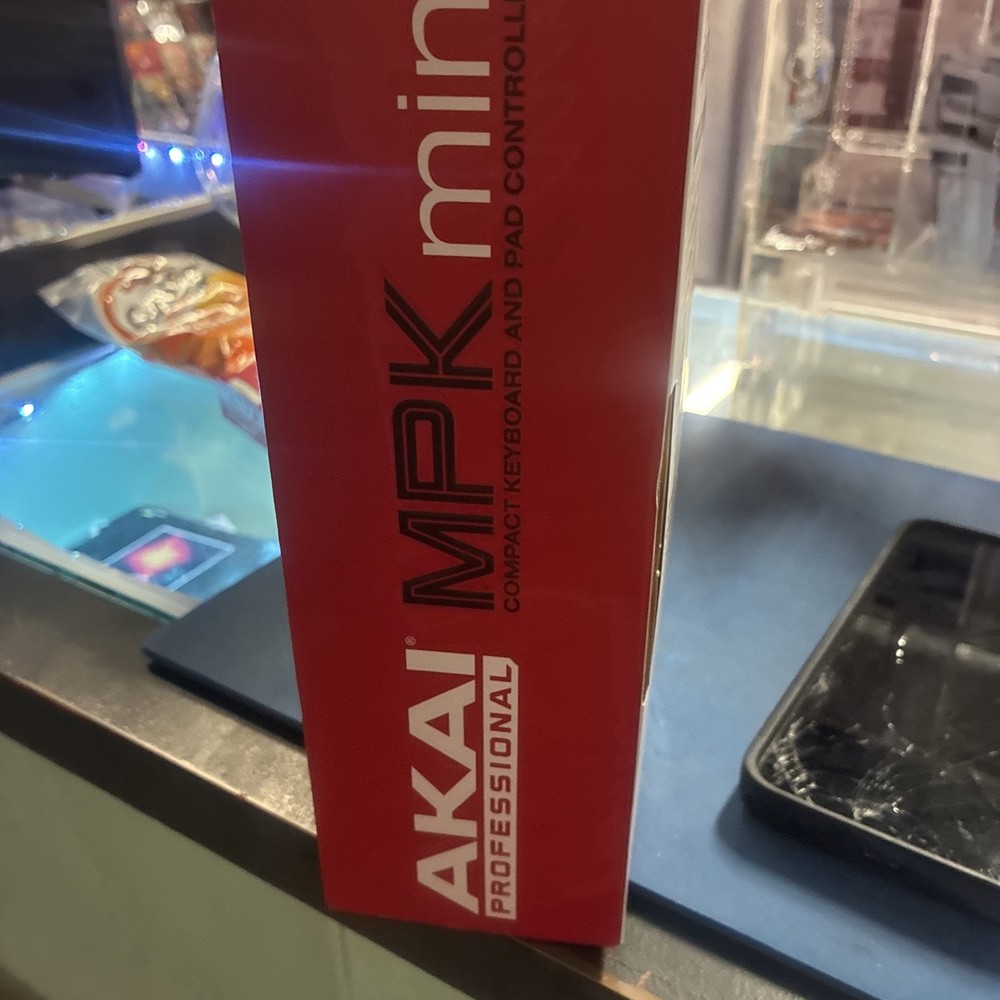 AKAI®
PROFESSIONAL
MPK min
COMPACT KEYBOARD AND PAD CONTROLL